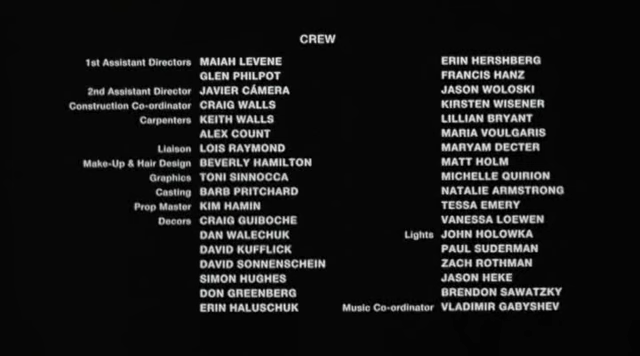 CREW
1st Assistant Directors MAIAH LEVENE
GLEN PHILPOT
2nd Assistant Director JAVIER CÁMERA
Construction Co-ordinator CRAIG WALLS
Carpenters KEITH WALLS
ALEX COUNT
Liaison LOIS RAYMOND
Make-Up & Hair Design BEVERLY HAMILTON
Graphics TONI SINNOCCA
Casting BARB PRITCHARD
Prop Master KIM HAMIN
Decors CRAIG GUIBOCHE
DAN WALECHUK
DAVID KUFFLICK
DAVID SONNENSCHEIN
SIMON HUGHES
DON GREENBERG
ERIN HALUSCHUK
ERIN HERSHBERG
FRANCIS HANZ
JASON WOLOSKI
KIRSTEN WISENER
LILLIAN BRYANT
MARIA VOULGARIS
MARYAM DECTER
MATT HOLM
MICHELLE QUIRION
NATALIE ARMSTRONG
TESSA EMERY
VANESSA LOEWEN
Lights JOHN HOLOWKA
PAUL SUDERMAN
ZACH ROTHMAN
JASON HEKE
BRENDON SAWATZKY
Music Co-ordinator VLADIMIR GABYSHEV